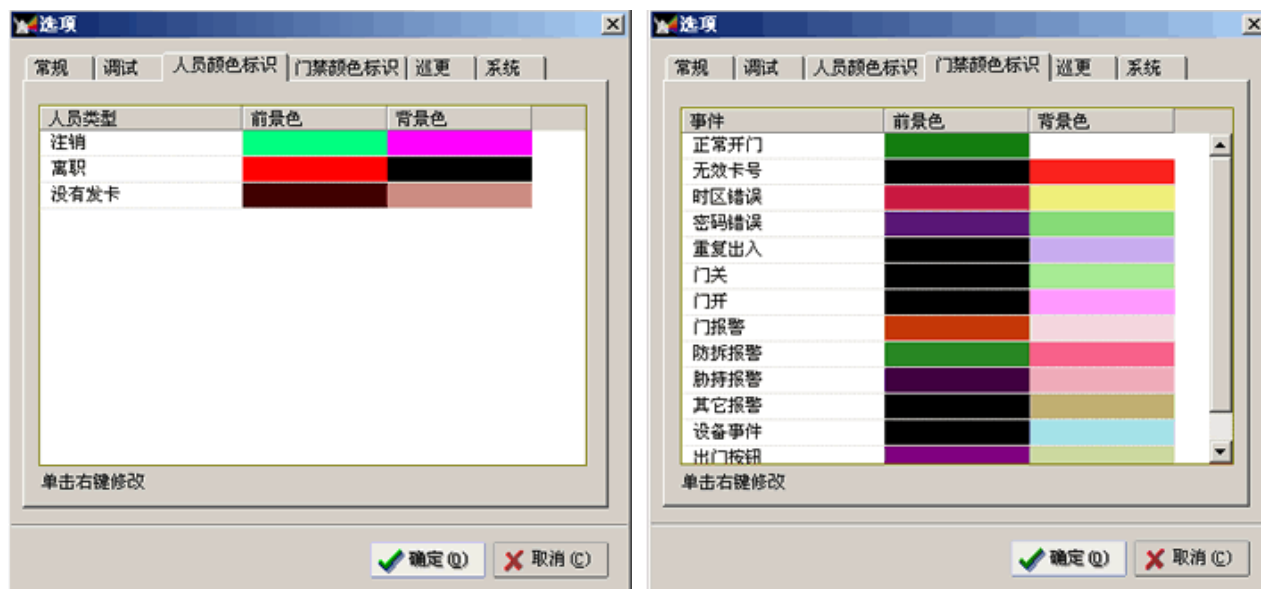 选项
常规 调试 人员颜色标识 门禁颜色标识 巡更 系统
人员类型 前景色 背景色
注销
离职
没有发卡
单击右键修改
确定(O) 取消(C)
选项
常规 调试 人员颜色标识 门禁颜色标识 巡更 系统
事件 前景色 背景色
正常开门
无效卡号
时区错误
密码错误
重复出入
门关
门开
门报警
防拆报警
胁持报警
其它报警
设备事件
出门按钮
单击右键修改
确定(O) 取消(C)